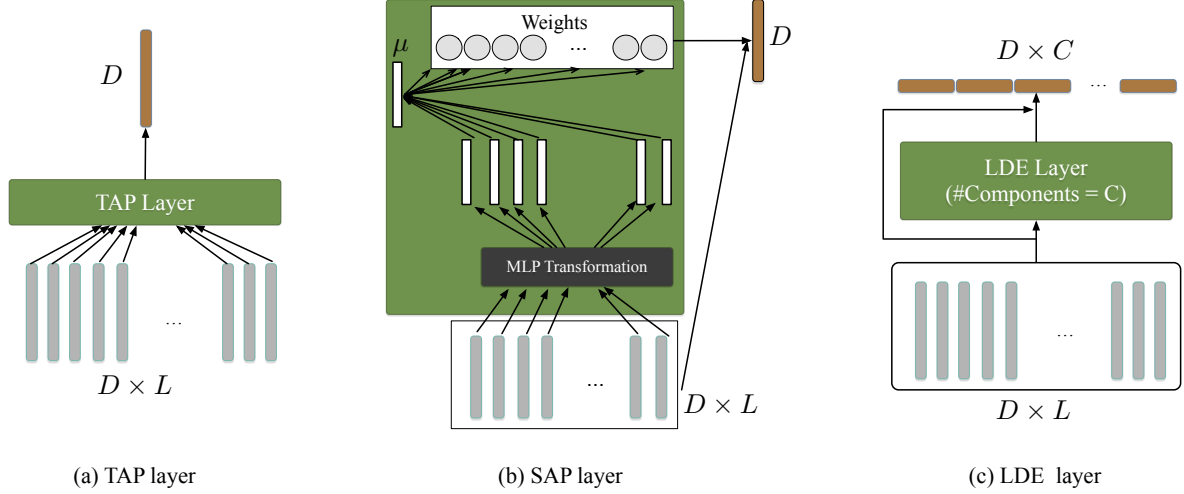 D
TAP Layer
...
D × L
(a) TAP layer
Weights
...
μ
D
MLP Transformation
...
D × L
(b) SAP layer
D × C
...
LDE Layer
(#Components = C)
...
D × L
(c) LDE layer